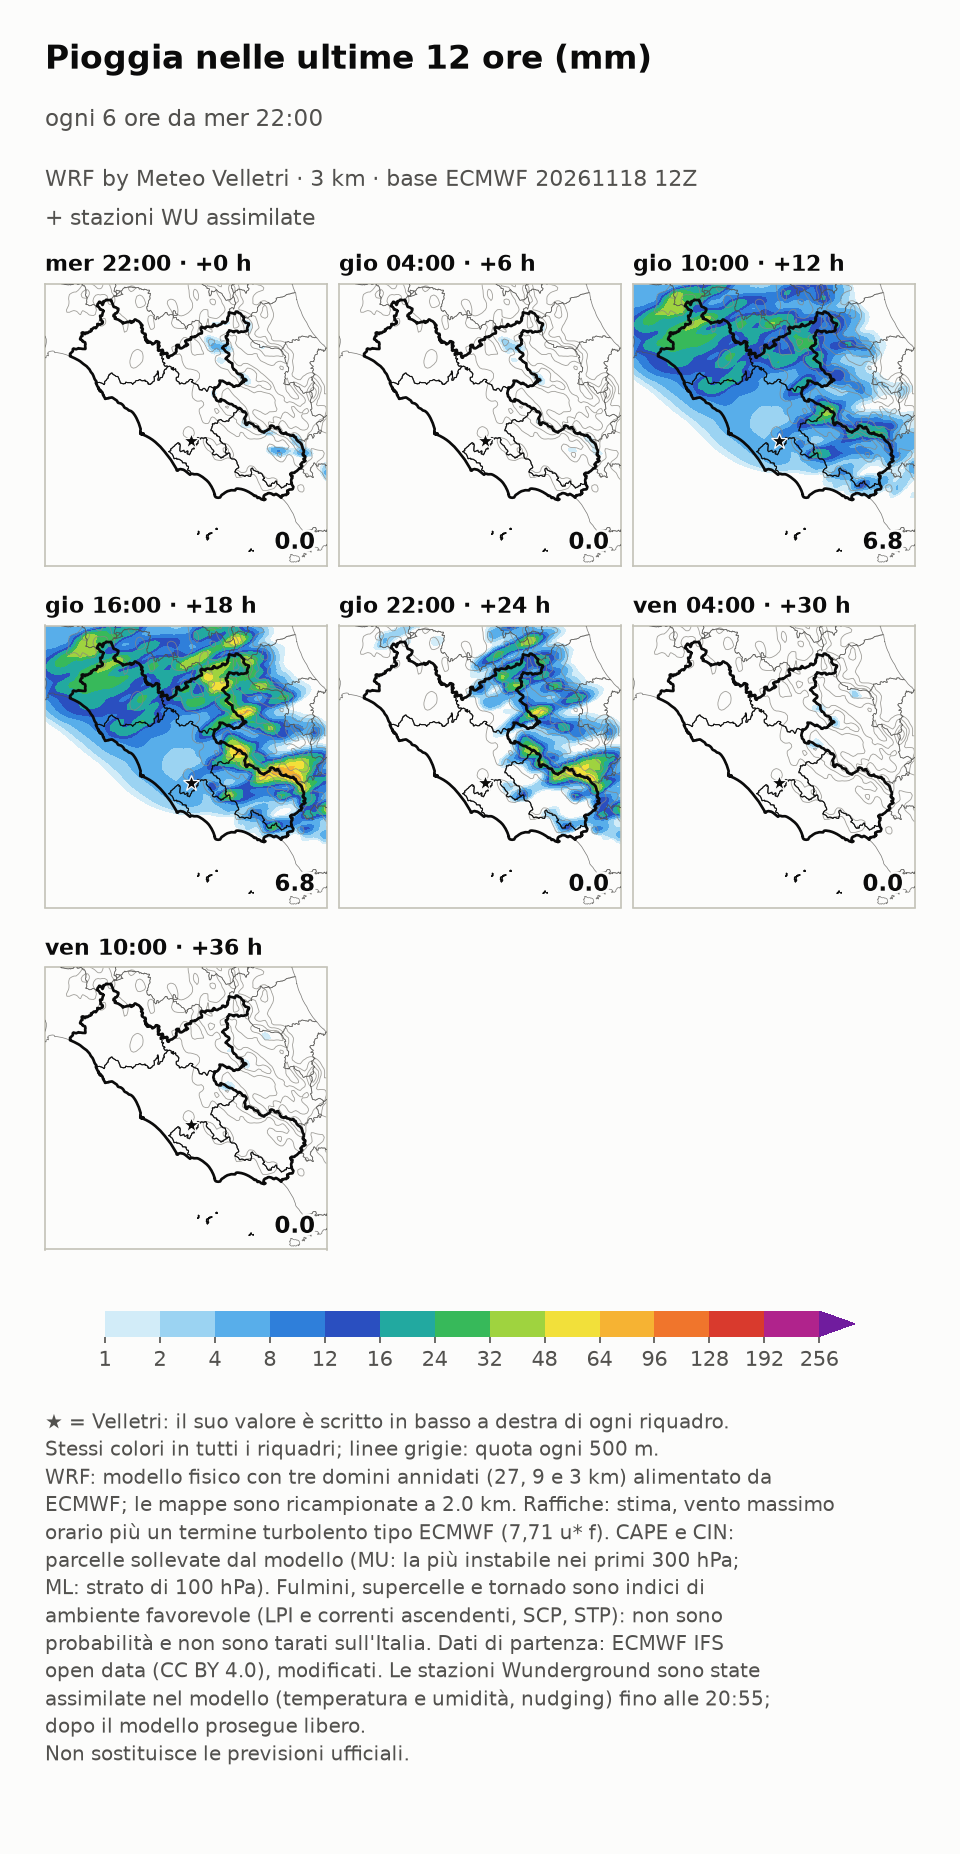 Pioggia nelle ultime 12 ore (mm)
ogni 6 ore da mer 22:00
WRF by Meteo Velletri · 3 km · base ECMWF 20261118 12Z
+ stazioni WU assimilate
mer 22:00 · +0 h
gio 04:00 · +6 h
gio 10:00 · +12 h
0.0
0.0
6.8
gio 16:00 · +18 h
gio 22:00 · +24 h
ven 04:00 · +30 h
6.8
0.0
0.0
ven 10:00 · +36 h
0.0
1 2 4 8 12 16 24 32 48 64 96 128 192 256
★ = Velletri: il suo valore è scritto in basso a destra di ogni riquadro.
Stessi colori in tutti i riquadri; linee grigie: quota ogni 500 m.
WRF: modello fisico con tre domini annidati (27, 9 e 3 km) alimentato da
ECMWF; le mappe sono ricampionate a 2.0 km. Raffiche: stima, vento massimo
orario più un termine turbolento tipo ECMWF (7,71 u* f). CAPE e CIN:
parcelle sollevate dal modello (MU: la più instabile nei primi 300 hPa;
ML: strato di 100 hPa). Fulmini, supercelle e tornado sono indici di
ambiente favorevole (LPI e correnti ascendenti, SCP, STP): non sono
probabilità e non sono tarati sull'Italia. Dati di partenza: ECMWF IFS
open data (CC BY 4.0), modificati. Le stazioni Wunderground sono state
assimilate nel modello (temperatura e umidità, nudging) fino alle 20:55;
dopo il modello prosegue libero.
Non sostituisce le previsioni ufficiali.